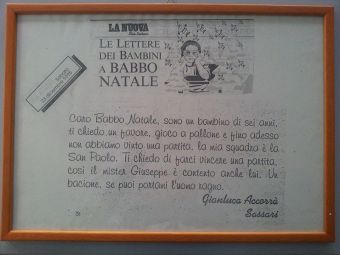 LA NUOVA
LE LETTERE
DEI BAMBINI
A BABBO
NATALE
Caro Babbo Natale, sono un bambino di sei anni,
ti chiedo un favore, gioco a pallone e fino adesso
non abbiamo vinto una partita, la mia squadra è la
San Paolo. Ti chiedo di farci vincere una partita,
così il mister Giuseppe è contento anche lui. Un
bacione, se puoi portami l'uomo ragno.
Gianluca Accorrà
Sassari